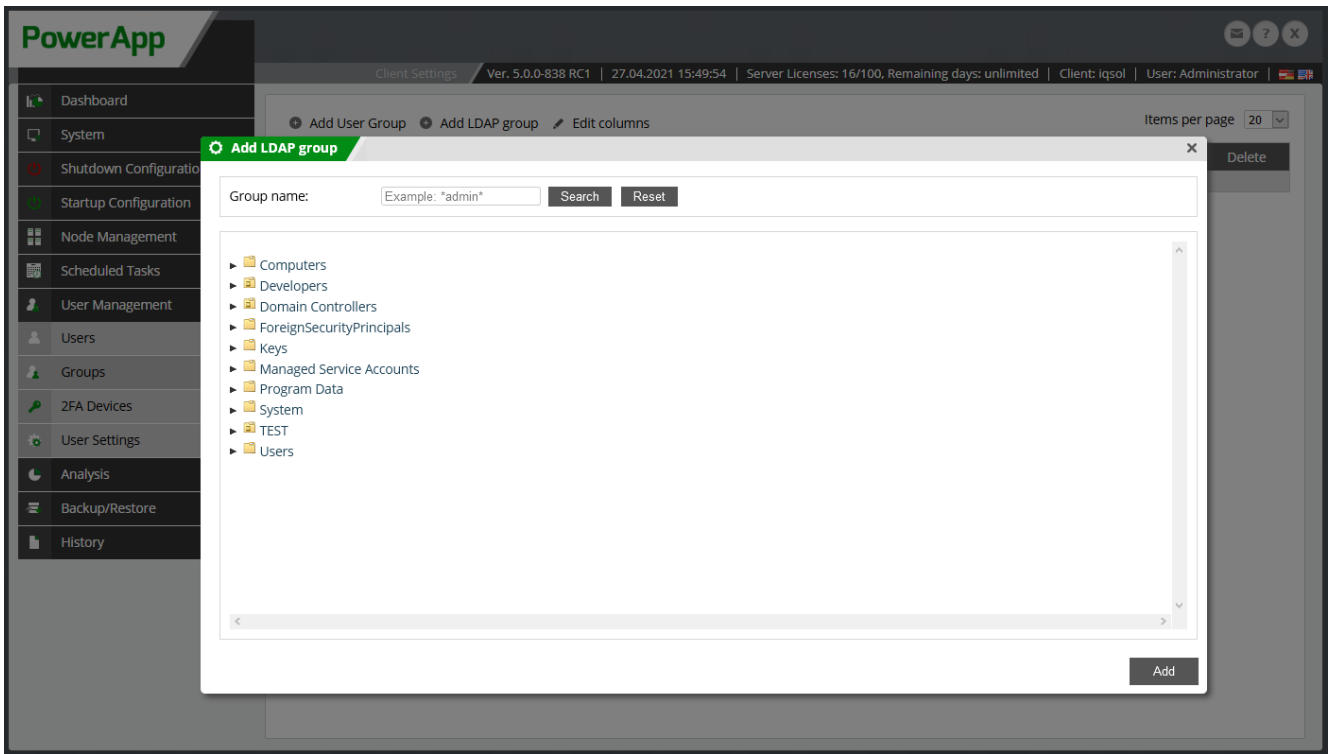 PowerApp
?
X
Client Settings
Ver. 5.0.0-838 RC1 | 27.04.2021 15:49:54 | Server Licenses: 16/100, Remaining days: unlimited | Client: iqsol | User: Administrator |
Dashboard
System
Shutdown Configuratio
Startup Configuration
Node Management
Scheduled Tasks
User Management
Users
Groups
2FA Devices
User Settings
Analysis
Backup/Restore
History
Add User Group
Add LDAP group
Edit columns
Items per page 20
Delete
Add LDAP group
Group name:
Example: *admin*
Search
Reset
Computers
Developers
Domain Controllers
ForeignSecurityPrincipals
Keys
Managed Service Accounts
Program Data
System
TEST
Users
Add